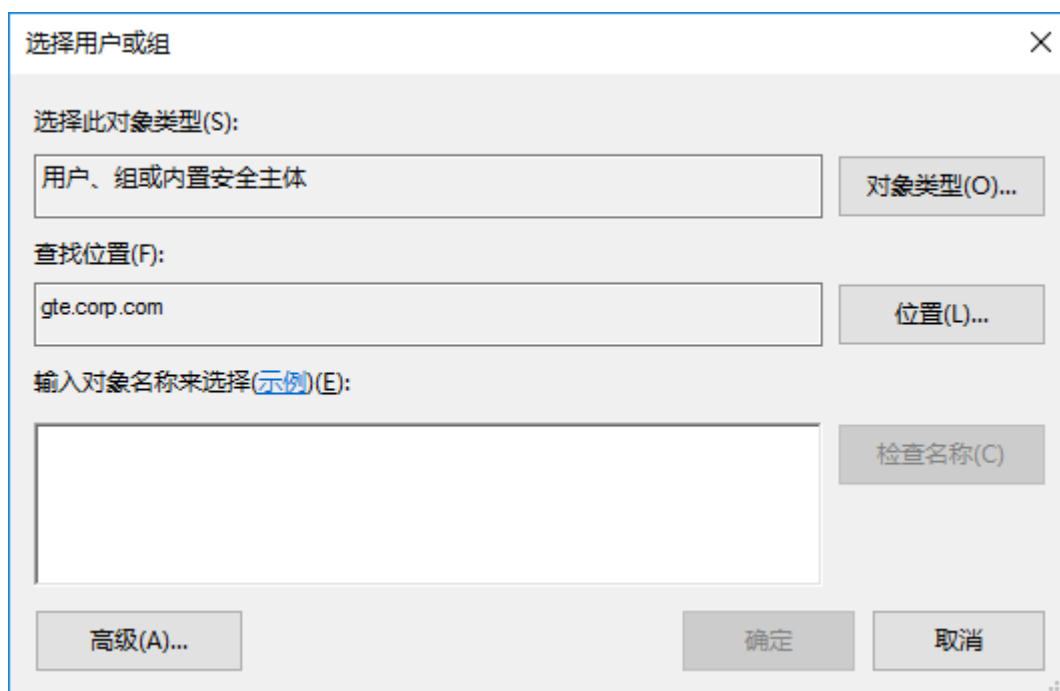 选择用户或组
选择此对象类型(S):
用户、组或内置安全主体
对象类型(O)...
查找位置(F):
gte.corp.com
位置(L)...
输入对象名称来选择(示例)(E):
检查名称(C)
高级(A)...
确定
取消